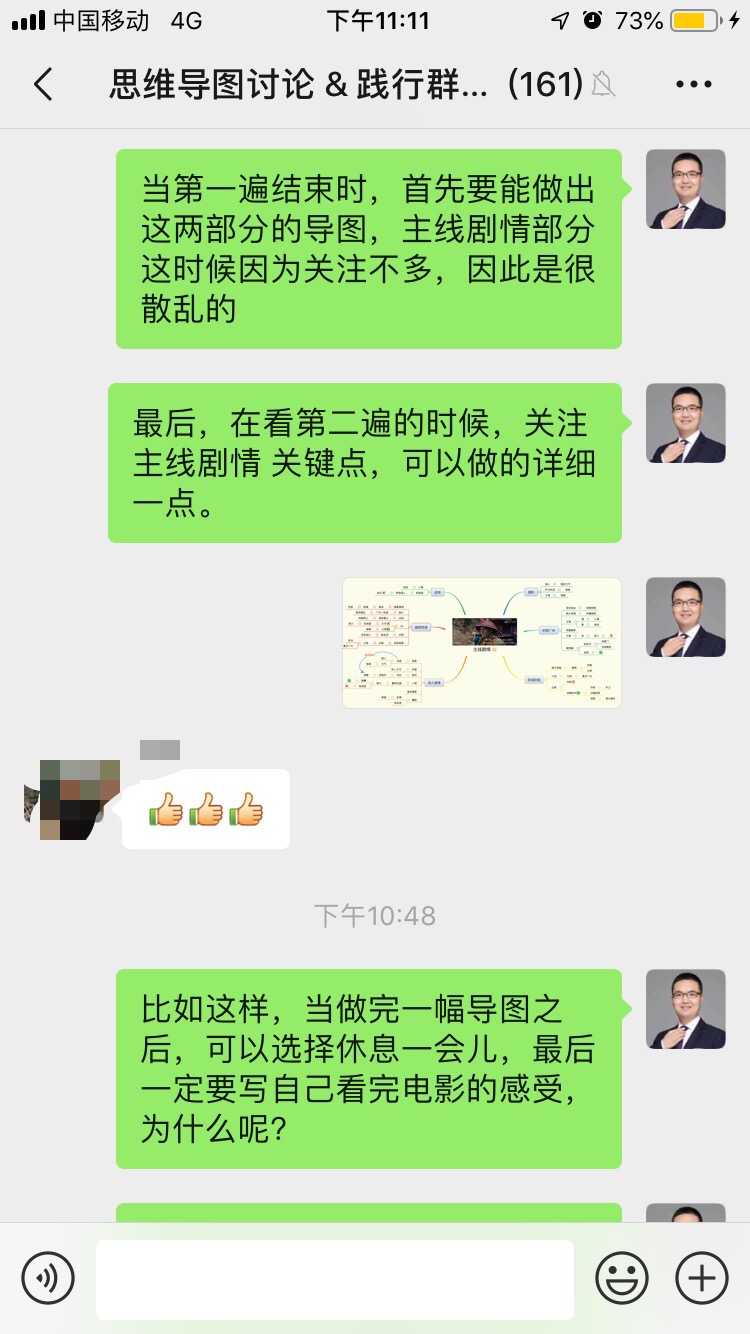 中国移动 4G 下午11:11 73%
思维导图讨论 & 践行群... (161)
当第一遍结束时，首先要能做出
这两部分的导图，主线剧情部分
这时候因为关注不多，因此是很
散乱的
最后，在看第二遍的时候，关注
主线剧情 关键点，可以做的详细
一点。
主线剧情
下午10:48
比如这样，当做完一幅导图之
后，可以选择休息一会儿，最后
一定要写自己看完电影的感受，
为什么呢?